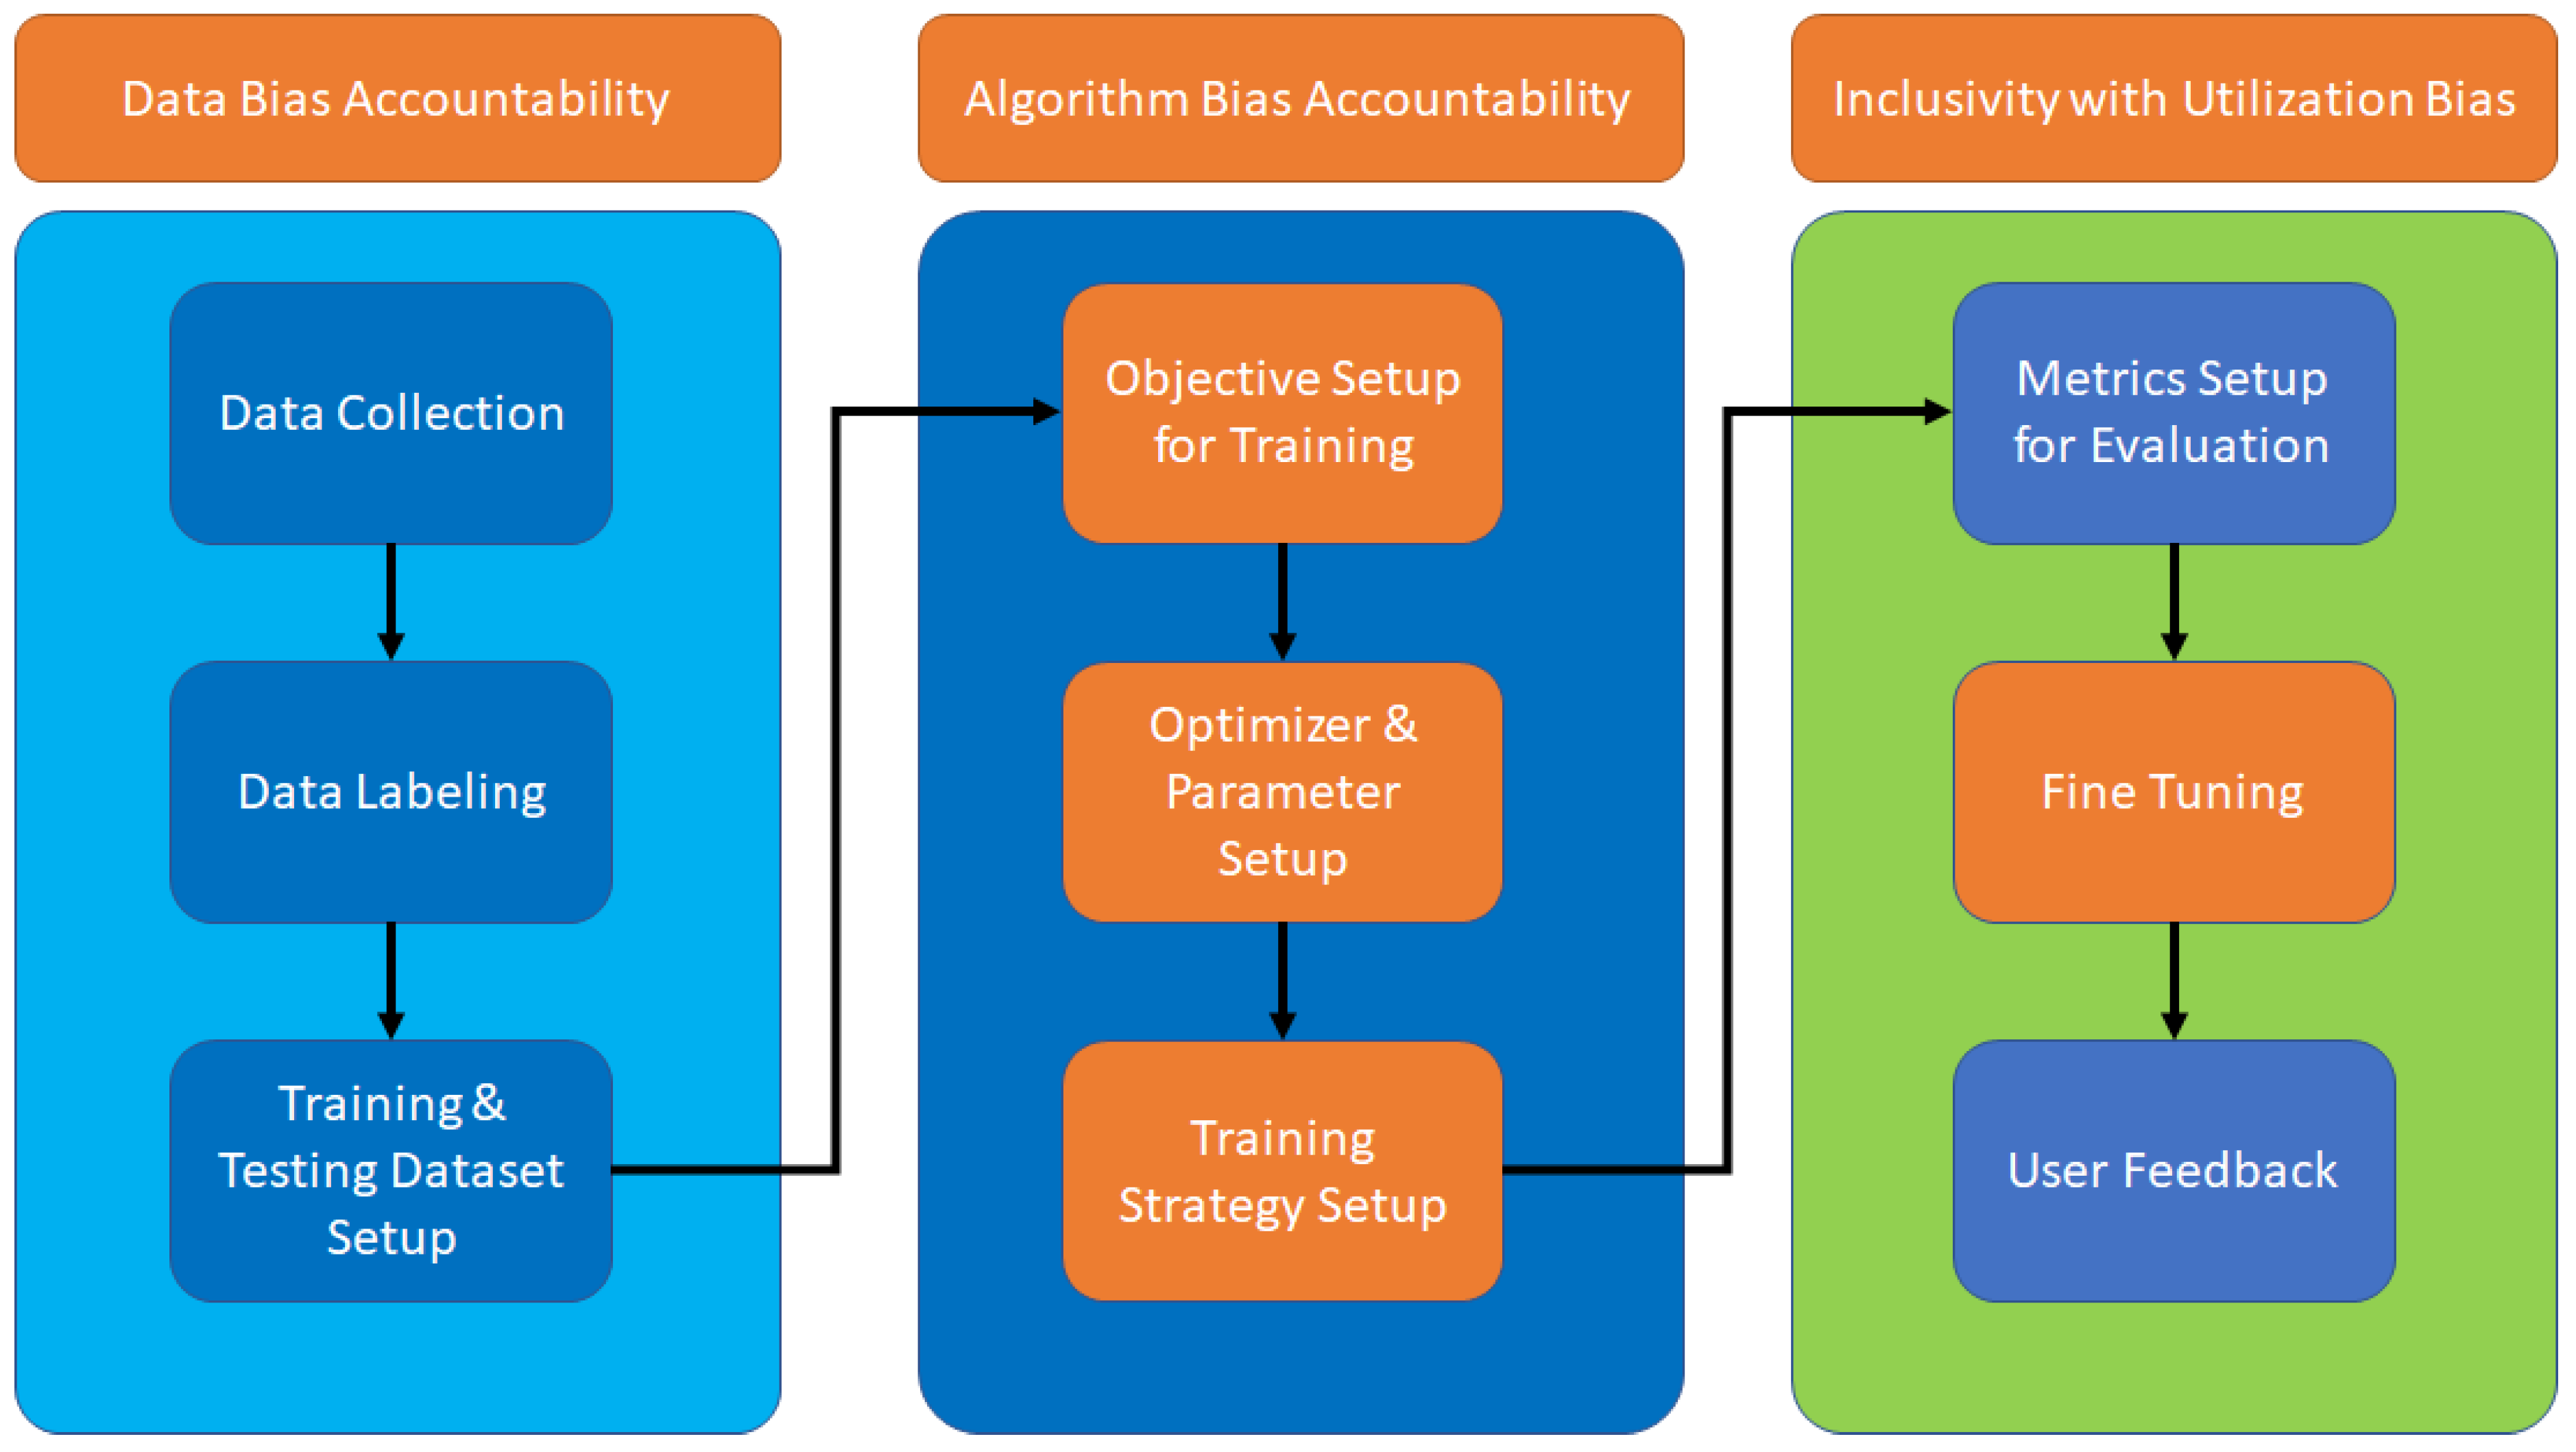 Data Bias Accountability
Algorithm Bias Accountability
Inclusivity with Utilization Bias
Data Collection
Data Labeling
Training &
Testing Dataset
Setup
Objective Setup
for Training
Optimizer &
Parameter
Setup
Training
Strategy Setup
Metrics Setup
for Evaluation
Fine Tuning
User Feedback